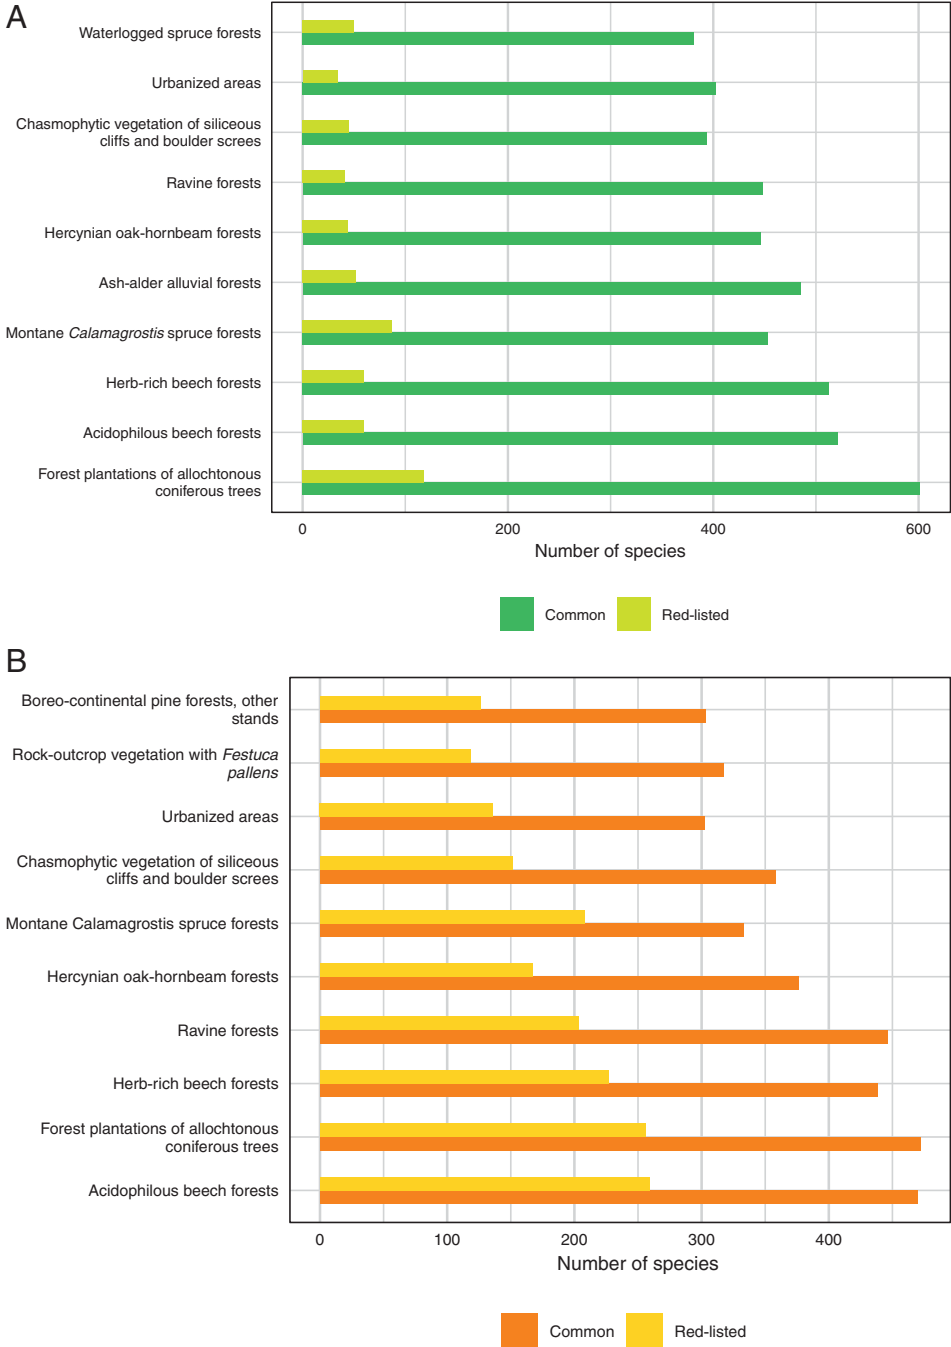 A
Waterlogged spruce forests
Urbanized areas
Chasmophytic vegetation of siliceous
cliffs and boulder screes
Ravine forests
Hercynian oak-hornbeam forests
Ash-alder alluvial forests
Montane Calamagrostis spruce forests
Herb-rich beech forests
Acidophilous beech forests
Forest plantations of allochtonous
coniferous trees
0 200 400 600
Number of species
Common Red-listed
B
Boreo-continental pine forests, other
stands
Rock-outcrop vegetation with Festuca
pallens
Urbanized areas
Chasmophytic vegetation of siliceous
cliffs and boulder screes
Montane Calamagrostis spruce forests
Hercynian oak-hornbeam forests
Ravine forests
Herb-rich beech forests
Forest plantations of allochtonous
coniferous trees
Acidophilous beech forests
0 100 200 300 400
Number of species
Common Red-listed